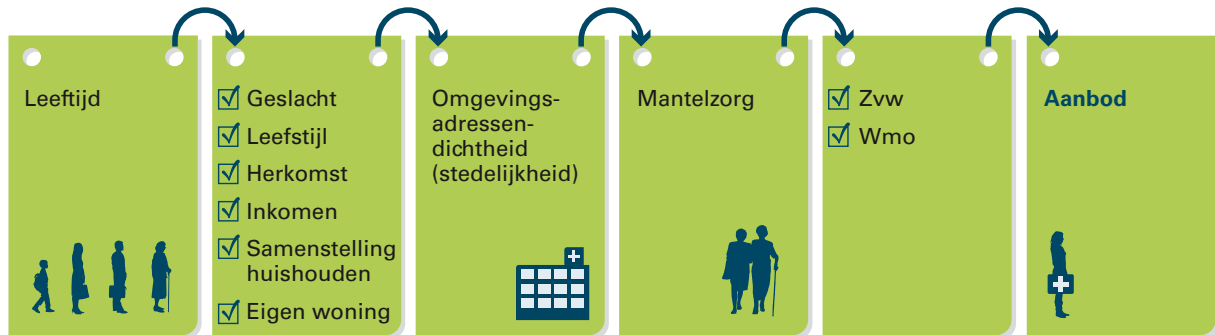 Leeftijd
Geslacht
Leefstijl
Herkomst
Inkomen
Samenstelling
huishouden
Eigen woning
Omgevings-
adressen-
dichtheid
(stedelijkheid)
Mantelzorg
Zvw
Wmo
Aanbod